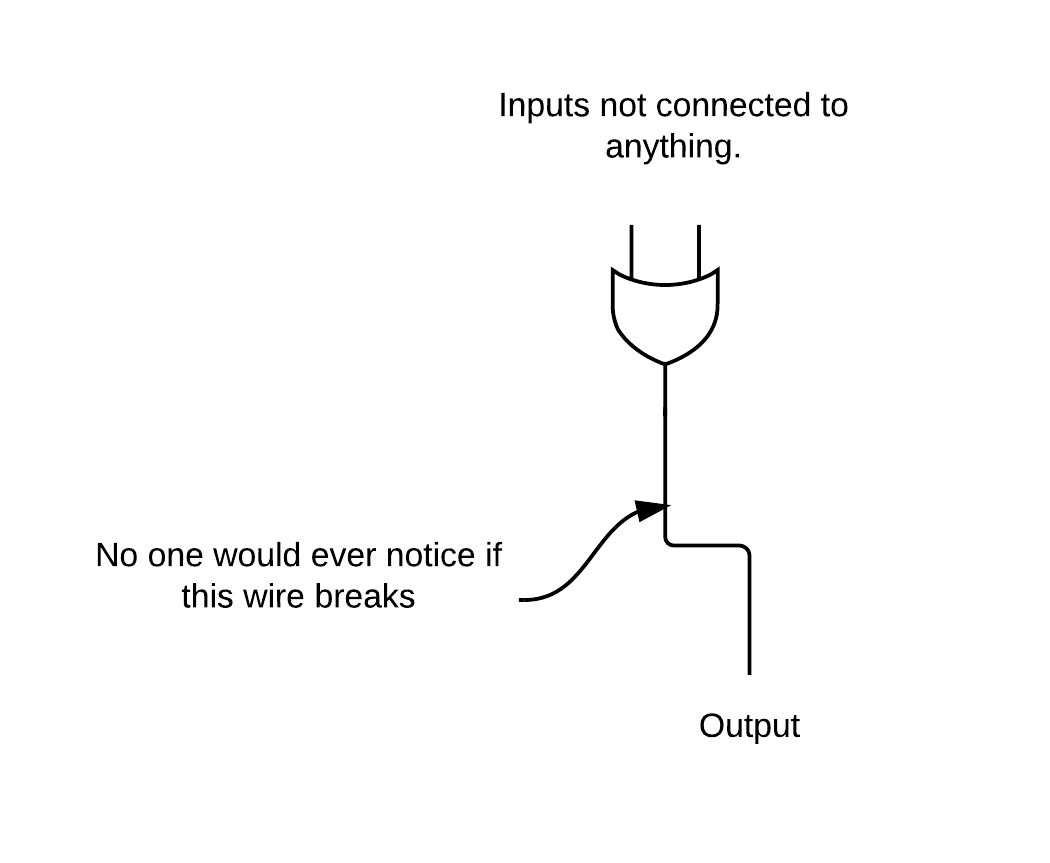 Inputs not connected to
anything.
No one would ever notice if
this wire breaks
Output